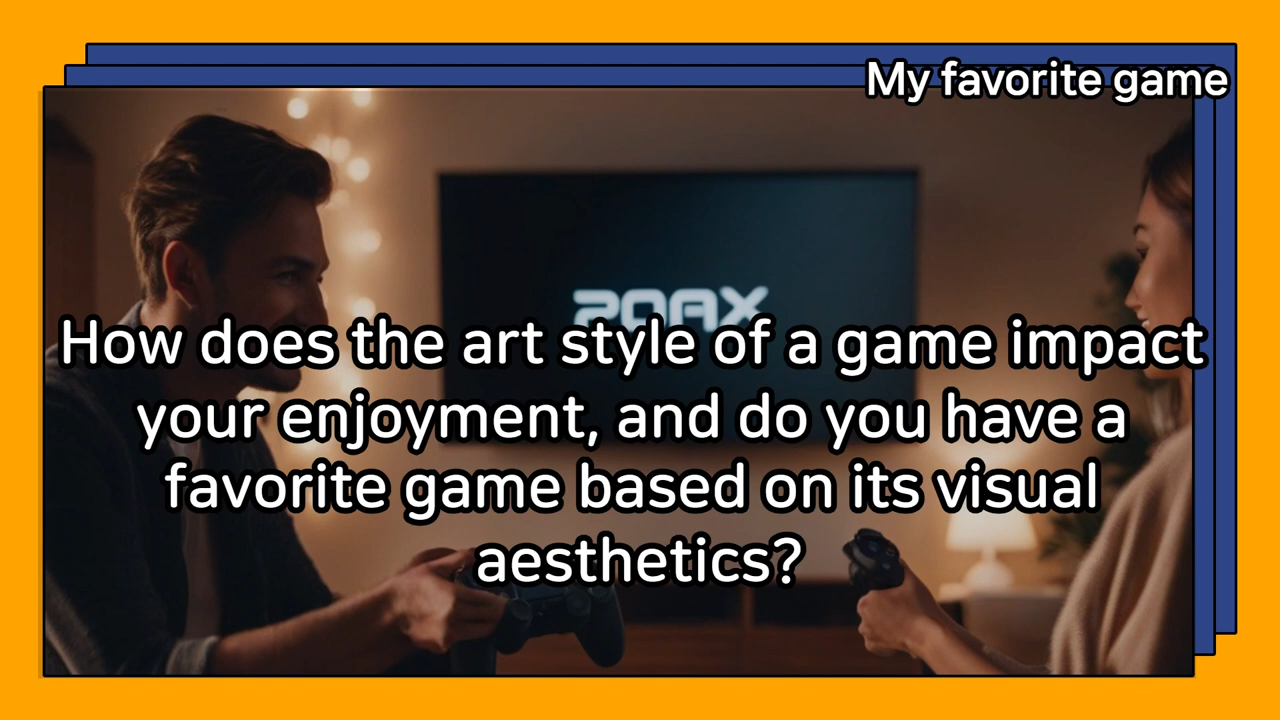 My favorite game
How does the art style of a game impact
your enjoyment, and do you have a
favorite game based on its visual
aesthetics?